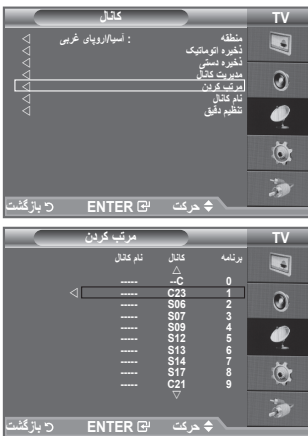 TV
کانال
منطقه : آسیا/اروپای غربی
ذخیره اتوماتیک
ذخیره دستی
مدیریت کانال
مرتب کردن
نام کانال
تنظیم دقیق
حرکت ENTER بازگشت
TV
مرتب کردن
برنامه کانال نام کانال
0 --C -----
1 C23 -----
2 S06 -----
3 S07 -----
4 S09 -----
5 S12 -----
6 S13 -----
7 S14 -----
8 S17 -----
9 C21 -----
حرکت ENTER بازگشت